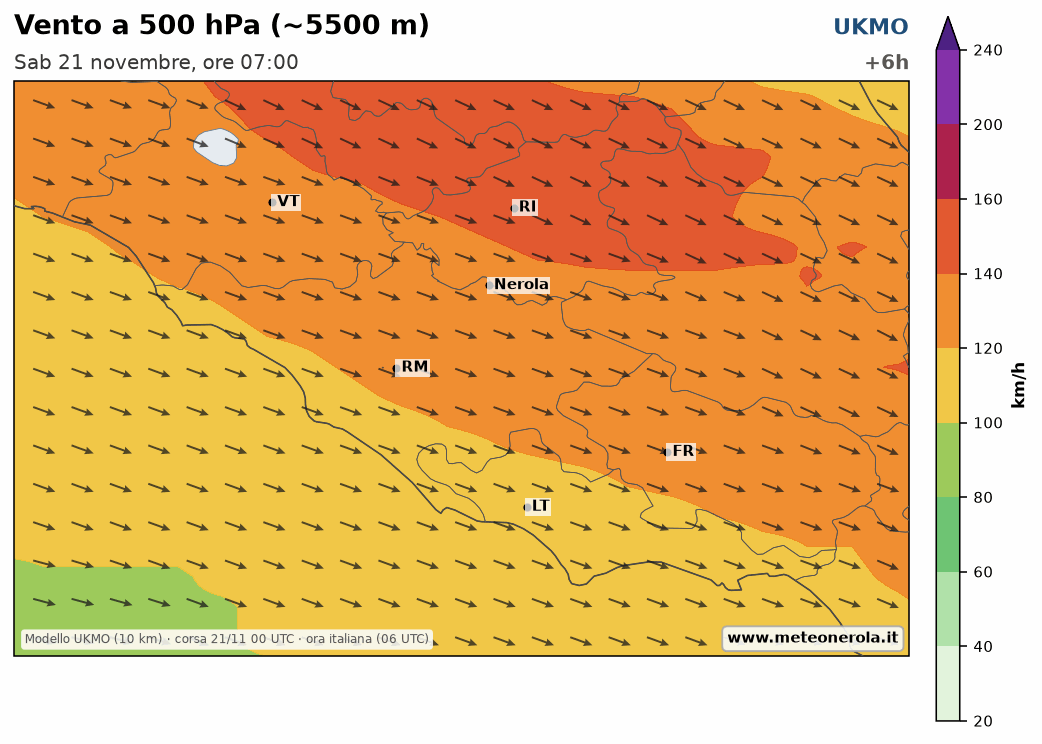 Vento a 500 hPa (~5500 m)
UKMO
Sab 21 novembre, ore 07:00
+6h
VT
RI
Nerola
RM
FR
LT
Modello UKMO (10 km) · corsa 21/11 00 UTC · ora italiana (06 UTC)
www.meteonerola.it
240
200
160
140
120
100
80
60
40
20
km/h